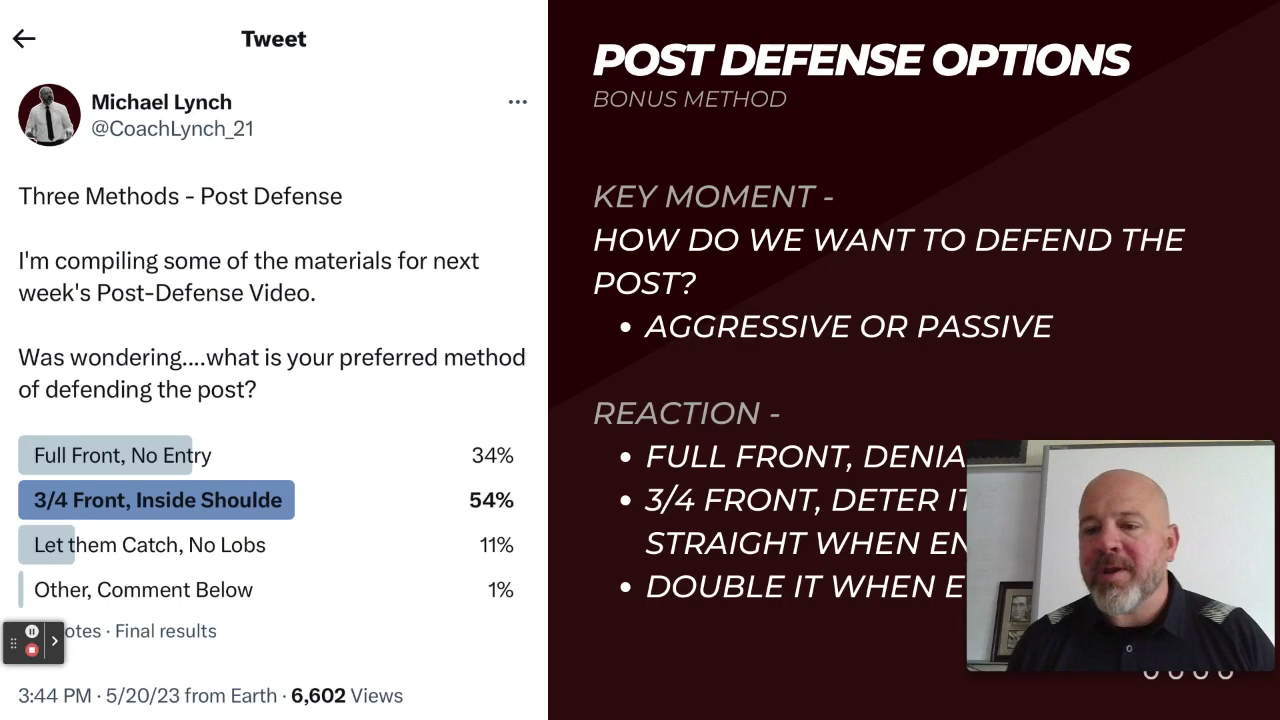 Tweet
Michael Lynch
@CoachLynch_21
Three Methods - Post Defense
I'm compiling some of the materials for next
week's Post-Defense Video.
Was wondering....what is your preferred method
of defending the post?
Full Front, No Entry 34%
3/4 Front, Inside Shoulde 54%
Let them Catch, No Lobs 11%
Other, Comment Below 1%
· Final results
3:44 PM · 5/20/23 from Earth · 6,602 Views
POST DEFENSE OPTIONS
BONUS METHOD
KEY MOMENT -
HOW DO WE WANT TO DEFEND THE
POST?
• AGGRESSIVE OR PASSIVE
REACTION -
• FULL FRONT,
• 3/4 FRONT, DETER
STRAIGHT WHEN
• DOUBLE IT WHEN